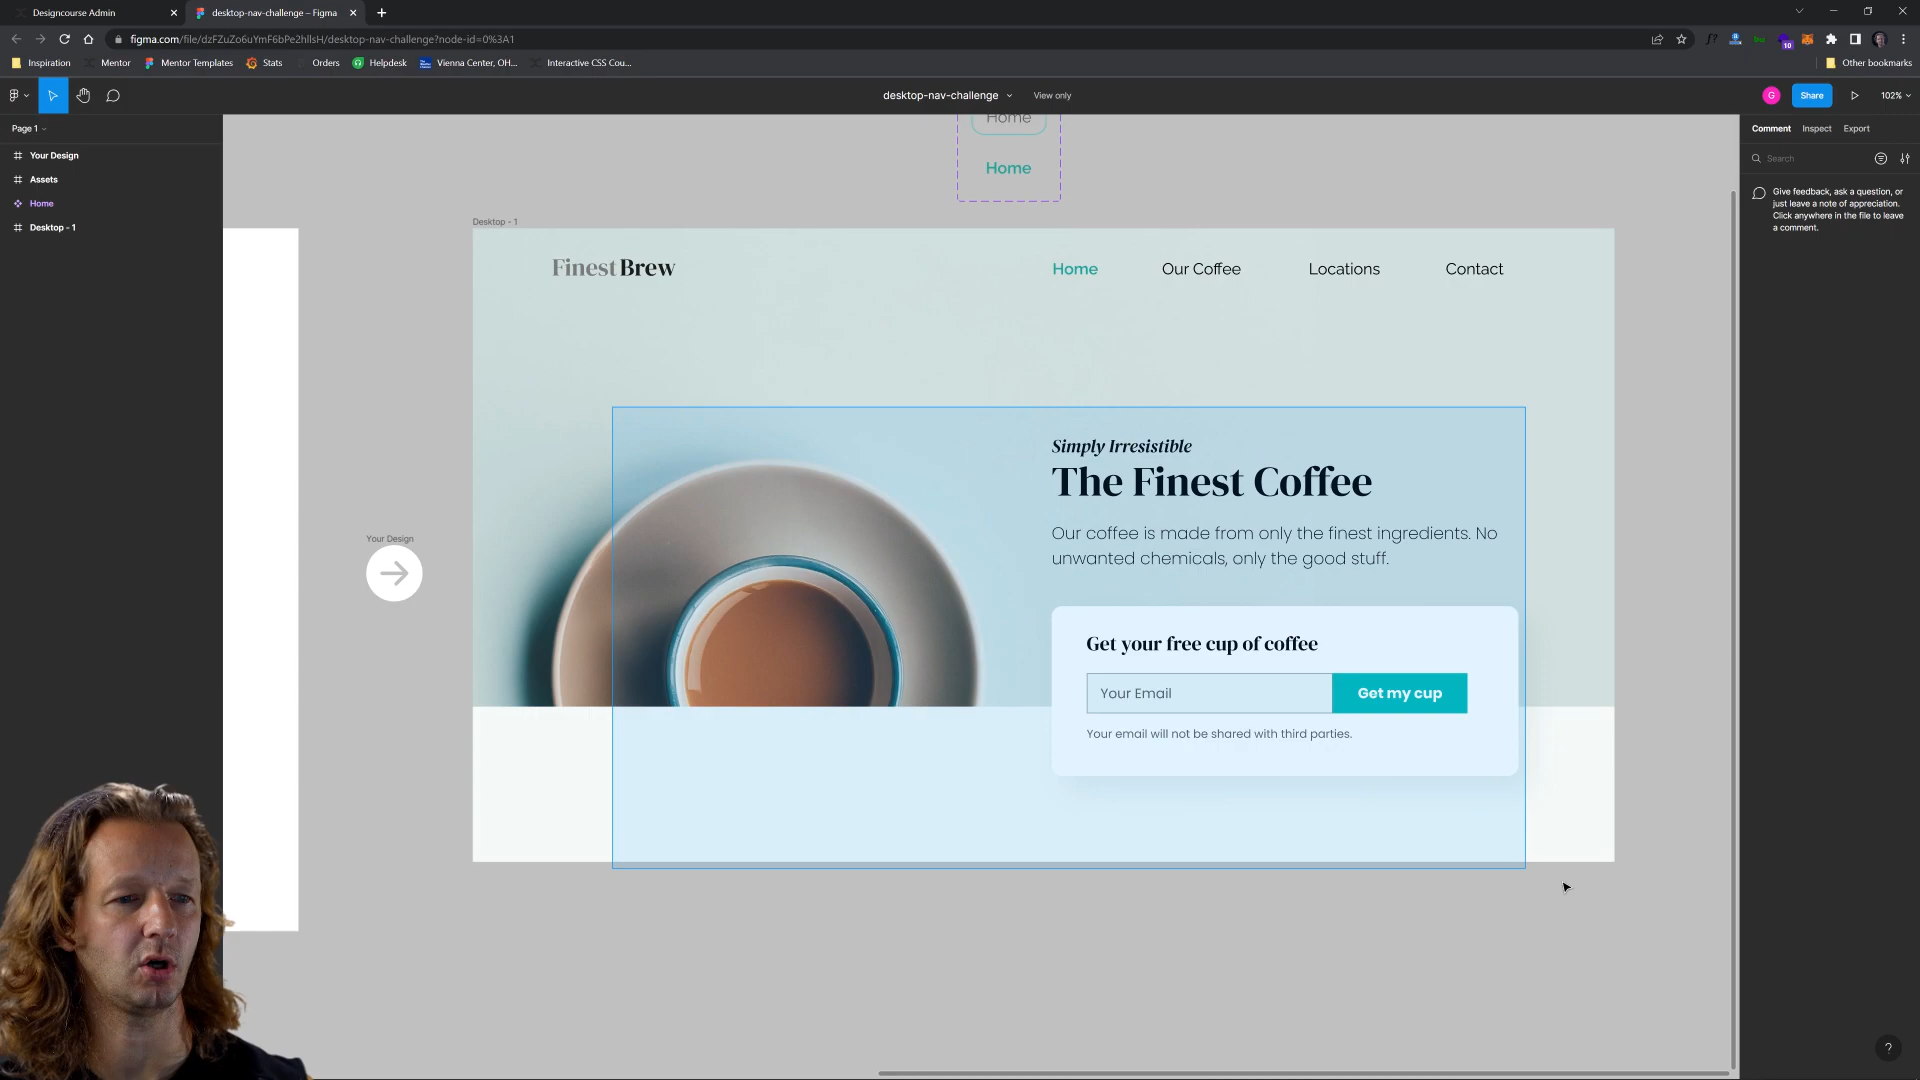 Designcourse Admin
desktop-nav-challenge – Figma
figma.com/file/dzFZuZo6uYmF6bPe2hllsH/desktop-nav-challenge?node-id=0%3A1
Inspiration
Mentor
Mentor Templates
Stats
Orders
Helpdesk
Vienna Center, OH...
Interactive CSS Cou...
Other bookmarks
10
desktop-nav-challenge
View only
G
Share
102%
Page 1
Your Design
Assets
Home
Desktop - 1
Comment
Inspect
Export
Search
Give feedback, ask a question, or
just leave a note of appreciation.
Click anywhere in the file to leave
a comment.
Home
Home
Desktop - 1
Finest Brew
Home
Our Coffee
Locations
Contact
Simply Irresistible
The Finest Coffee
Our coffee is made from only the finest ingredients. No
unwanted chemicals, only the good stuff.
Your Design
Get your free cup of coffee
Your Email
Get my cup
Your email will not be shared with third parties.
?